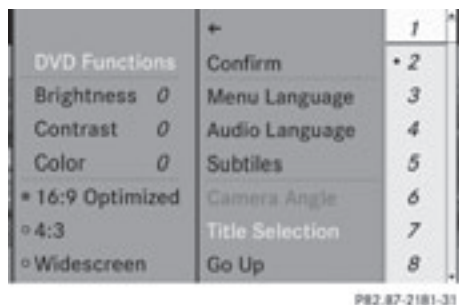 DVD Functions
Brightness 0
Contrast 0
Color 0
16:9 Optimized
4:3
Widescreen
←
Confirm
Menu Language
Audio Language
Subtiles
Camera Angle
Title Selection
Go Up
1
• 2
3
4
5
6
7
8
P82.87-2181-31